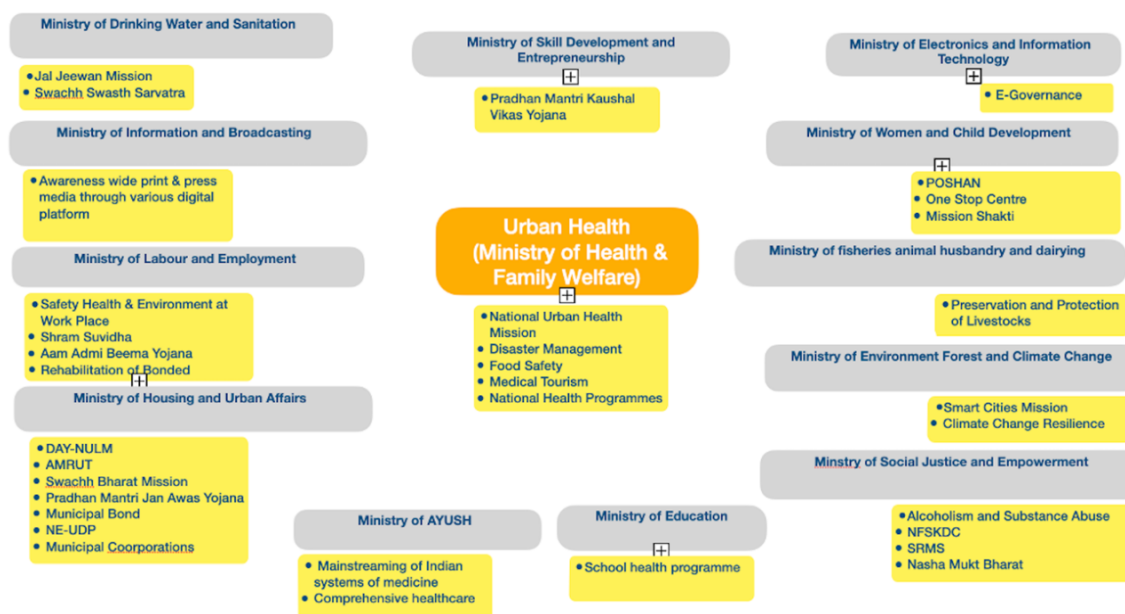 Ministry of Drinking Water and Sanitation
Jal Jeewan Mission
Swachh Swasth Sarvatra
Ministry of Information and Broadcasting
Awareness wide print & press
media through various digital
platform
Ministry of Labour and Employment
Safety Health & Environment at
Work Place
Shram Suvidha
Aam Admi Beema Yojana
Rehabilitation of Bonded
Ministry of Housing and Urban Affairs
DAY-NULM
AMRUT
Swachh Bharat Mission
Pradhan Mantri Jan Awas Yojana
Municipal Bond
NE-UDP
Municipal Coorporations
Ministry of Skill Development and
Entrepreneurship
Pradhan Mantri Kaushal
Vikas Yojana
Urban Health
(Ministry of Health &
Family Welfare)
National Urban Health
Mission
Disaster Management
Food Safety
Medical Tourism
National Health Programmes
Ministry of AYUSH
Mainstreaming of Indian
systems of medicine
Comprehensive healthcare
Ministry of Education
School health programme
Ministry of Electronics and Information
Technology
E-Governance
Ministry of Women and Child Development
POSHAN
One Stop Centre
Mission Shakti
Ministry of fisheries animal husbandry and dairying
Preservation and Protection
of Livestocks
Ministry of Environment Forest and Climate Change
Smart Cities Mission
Climate Change Resilience
Minstry of Social Justice and Empowerment
Alcoholism and Substance Abuse
NFSKDC
SRMS
Nasha Mukt Bharat